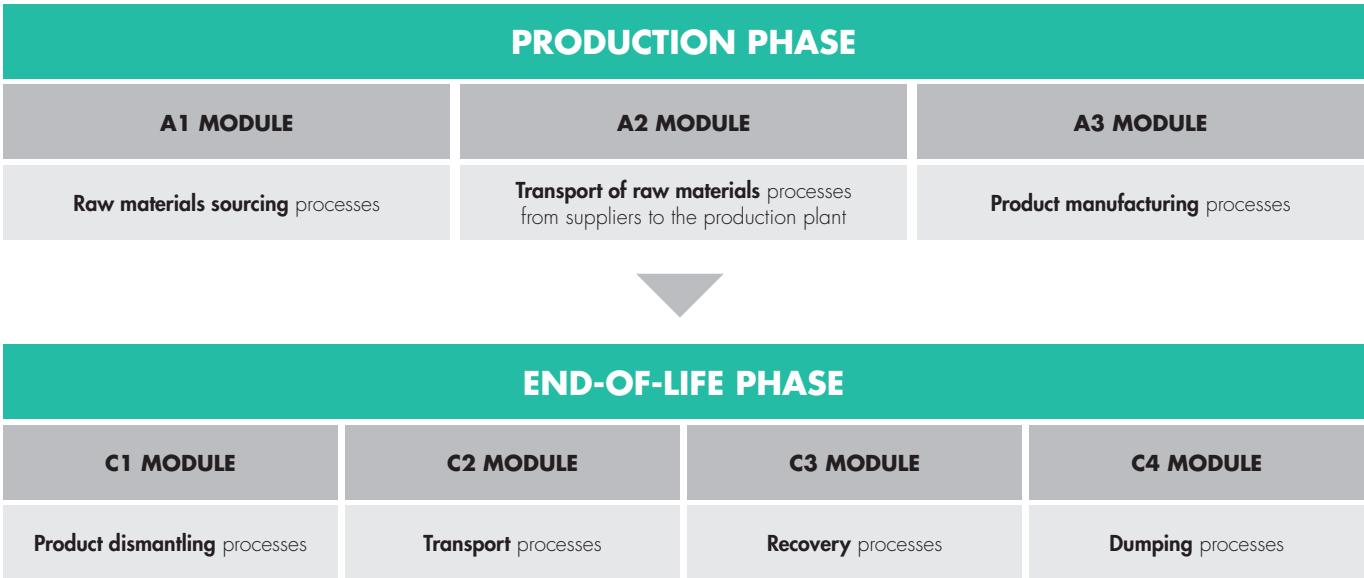 PRODUCTION PHASE
A1 MODULE
A2 MODULE
A3 MODULE
Raw materials sourcing processes
Transport of raw materials processes
from suppliers to the production plant
Product manufacturing processes
END-OF-LIFE PHASE
C1 MODULE
C2 MODULE
C3 MODULE
C4 MODULE
Product dismantling processes
Transport processes
Recovery processes
Dumping processes